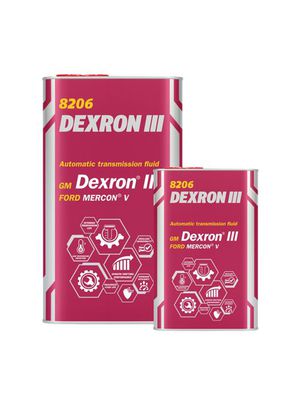 8206
DEXRON III
Automatic transmission fluid
GM Dexron® II
FORD MERCON® V
8206
DEXRON III
Automatic transmission fluid
GM Dexron® III
FORD MERCON® V